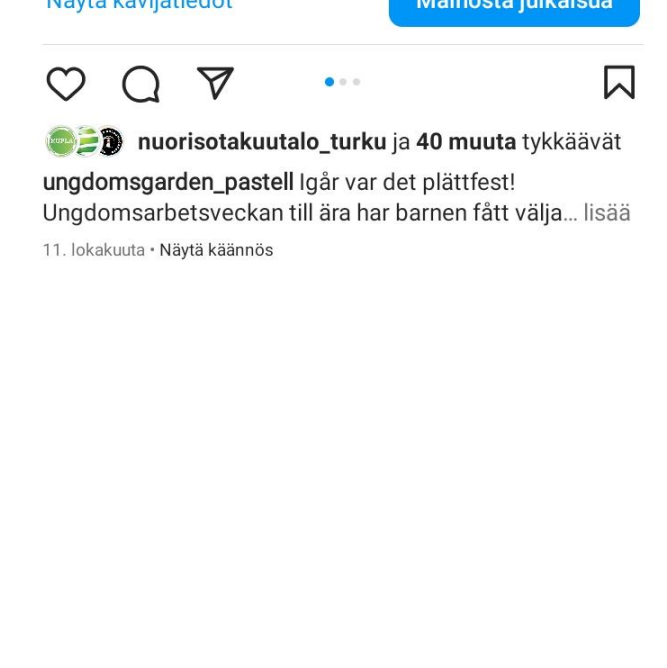 Näytä kävijätiedot
Mainosta julkaisua
nuorisotakuutalo_turku ja 40 muuta tykkäävät
ungdomsgarden_pastell Igår var det plättfest!
Ungdomsarbetsveckan till ära har barnen fått välja... lisää
11. lokakuuta • Näytä käännös